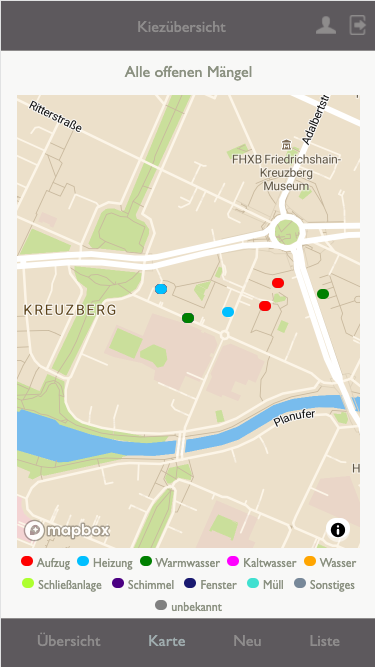 Kiezübersicht
Alle offenen Mängel
Ritterstraße
Adalbertstr
FHXB Friedrichshain-
Kreuzberg
Museum
KREUZBERG
Planufer
H
mapbox
Aufzug Heizung Warmwasser Kaltwasser Wasser
Schließanlage Schimmel Fenster Müll Sonstiges
unbekannt
Übersicht Karte Neu Liste